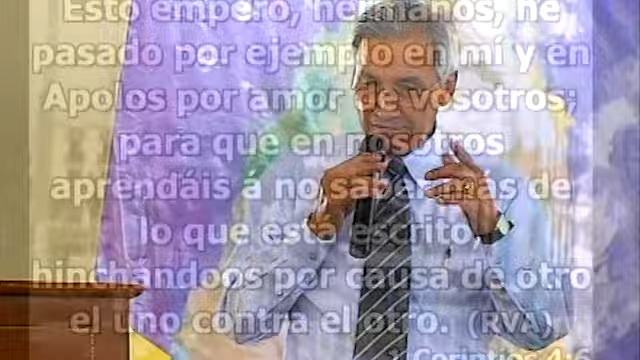 Esto empero, hermanos, he
pasado por ejemplo en mí y en
Apolos por amor de vosotros;
para que en nosotros
aprendáis á no saber más de
lo que está escrito,
hinchandoos por causa de otro
el uno contra el otro. (RVA)
1 Corintios 4:6